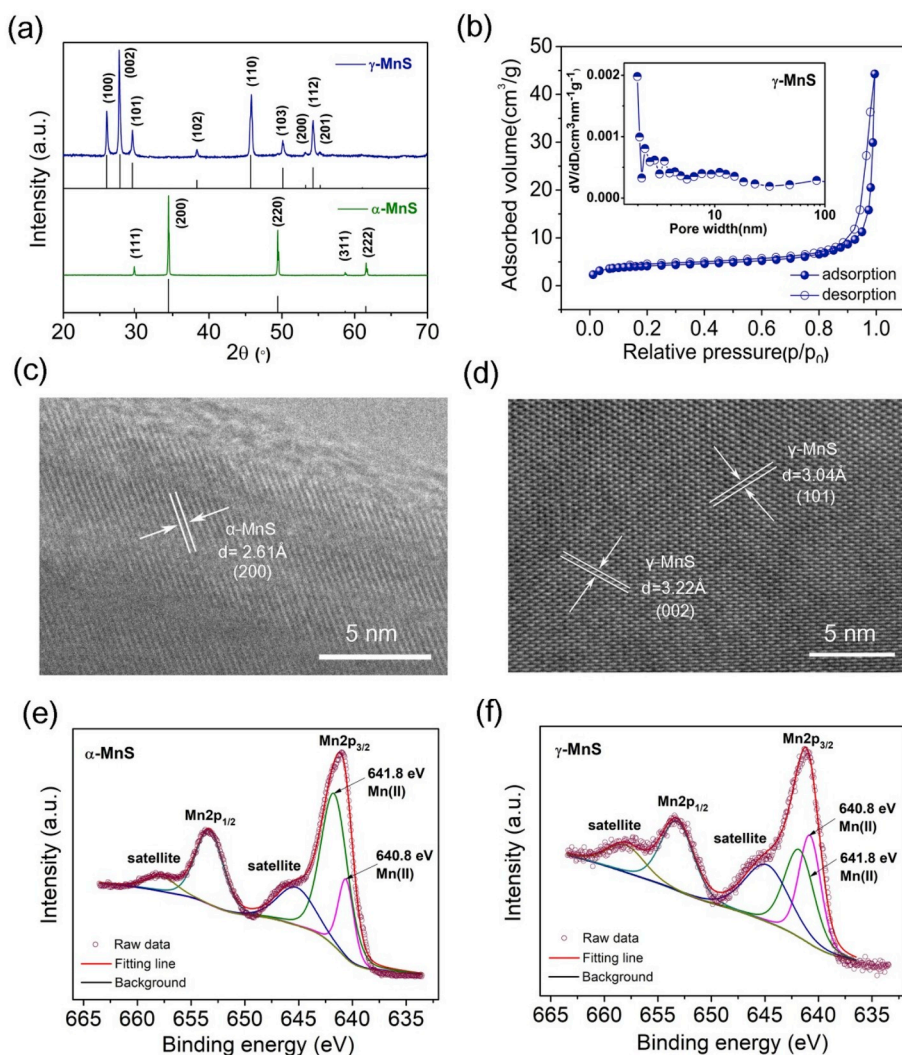 (a)
Intensity (a.u.)
γ-MnS
(100)
(002)
(101)
(102)
(110)
(103)
(200)
(112)
(201)
α-MnS
(111)
(200)
(220)
(311)
(222)
20 30 40 50 60 70
2θ (°)
(b)
Adsorbed volume(cm³/g)
50
40
30
20
10
0
γ-MnS
dV/dD(cm³nm⁻¹g⁻¹)
0.002
0.001
0.000
10 100
Pore width(nm)
adsorption
desorption
0.0 0.2 0.4 0.6 0.8 1.0
Relative pressure(p/p₀)
(c)
α-MnS
d= 2.61Å
(200)
5 nm
(d)
γ-MnS
d=3.04Å
(101)
γ-MnS
d=3.22Å
(002)
5 nm
(e)
Intensity (a.u.)
α-MnS
Mn2p₃/₂
641.8 eV
Mn(II)
Mn2p₁/₂
satellite
satellite
640.8 eV
Mn(II)
Raw data
Fitting line
Background
665 660 655 650 645 640 635
Binding energy (eV)
(f)
Intensity (a.u.)
γ-MnS
Mn2p₃/₂
Mn2p₁/₂
satellite
satellite
640.8 eV
Mn(II)
641.8 eV
Mn(II)
Raw data
Fitting line
Background
665 660 655 650 645 640 635
Binding energy (eV)